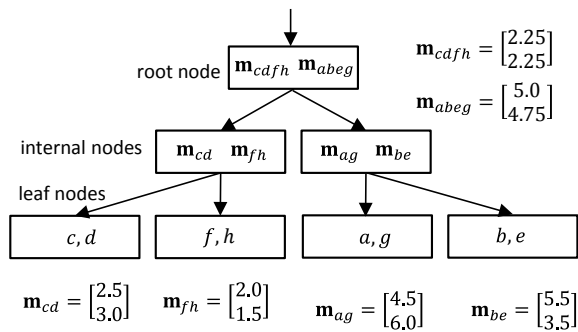 root node
m_cdfh m_abeg
m_cdfh = [2.25 2.25]
m_abeg = [5.0 4.75]
internal nodes
m_cd m_fh
m_ag m_be
leaf nodes
c, d
f, h
a, g
b, e
m_cd = [2.5 3.0]
m_fh = [2.0 1.5]
m_ag = [4.5 6.0]
m_be = [5.5 3.5]